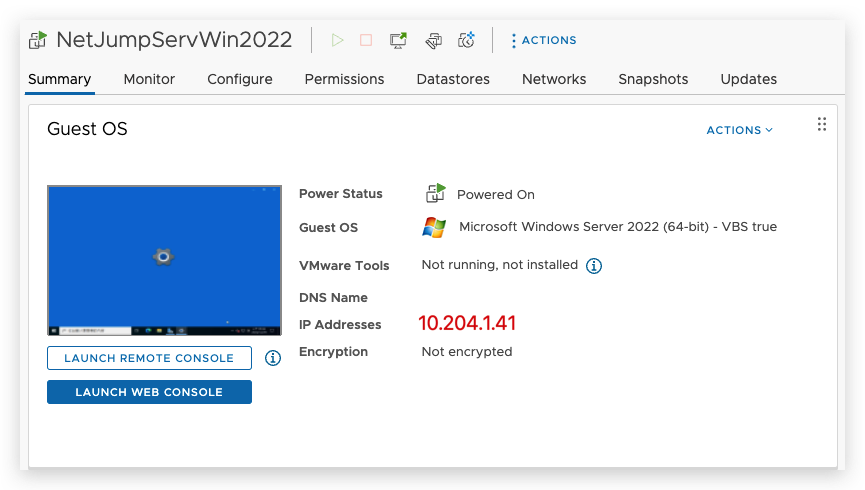 NetJumpServWin2022
ACTIONS
Summary Monitor Configure Permissions Datastores Networks Snapshots Updates
Guest OS
ACTIONS
Power Status Powered On
Guest OS Microsoft Windows Server 2022 (64-bit) - VBS true
VMware Tools Not running, not installed
DNS Name
IP Addresses 10.204.1.41
Encryption Not encrypted
LAUNCH REMOTE CONSOLE
LAUNCH WEB CONSOLE